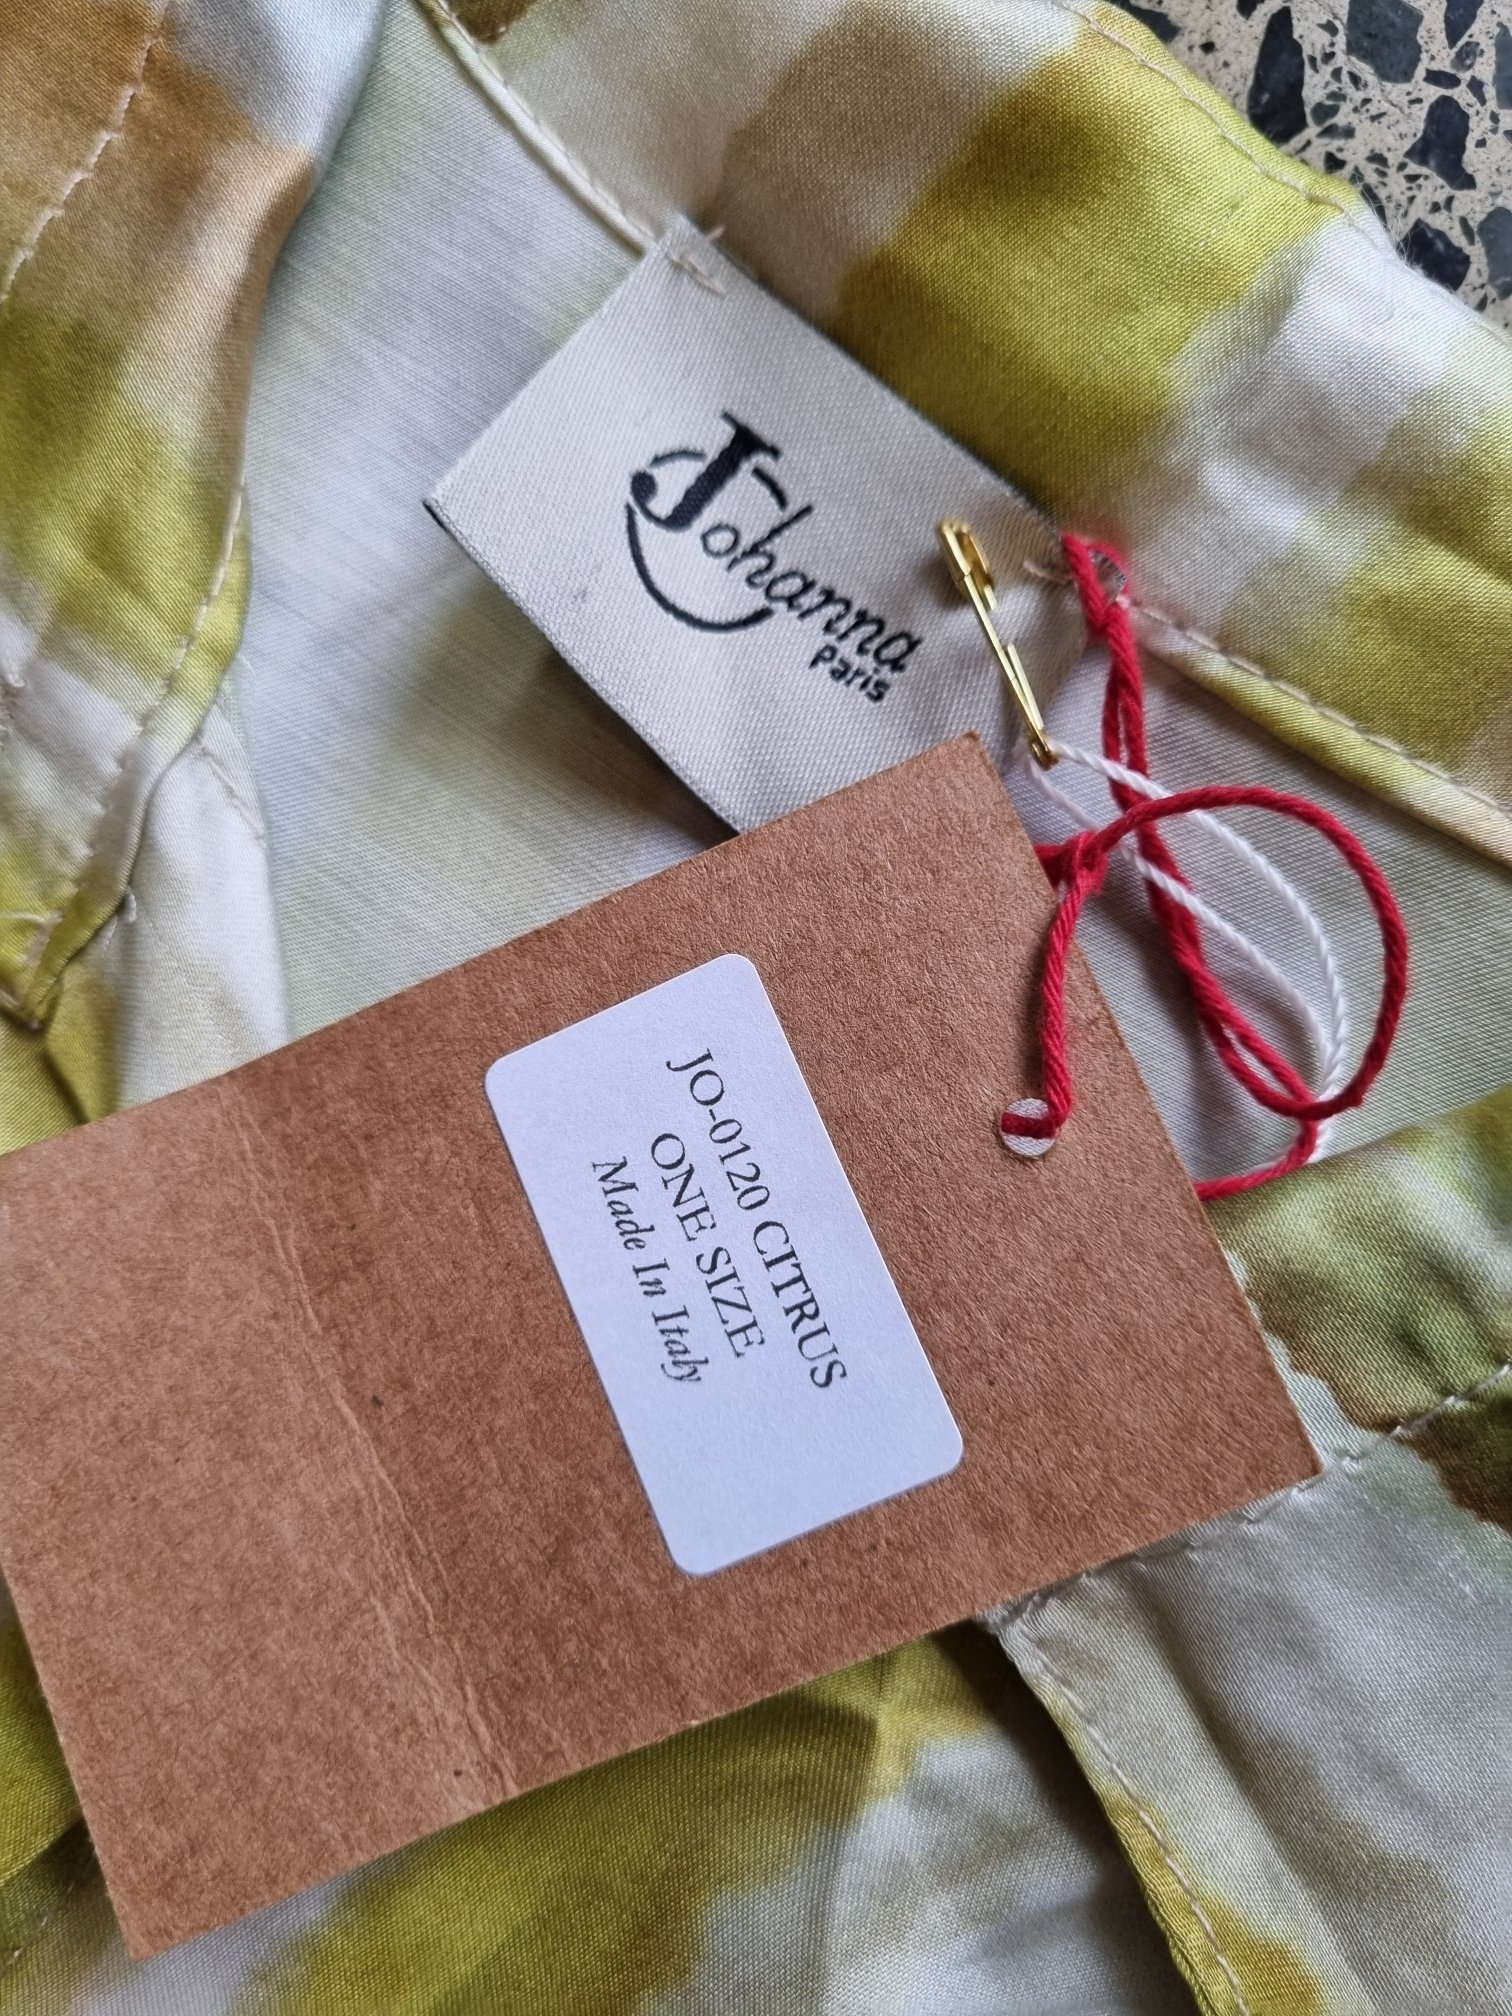 Johanna
Paris
JO-0120 CITRUS
ONE SIZE
Made In Italy